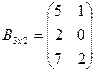 B₃ₓ₂ = ( 5 1
2 0
7 2 )